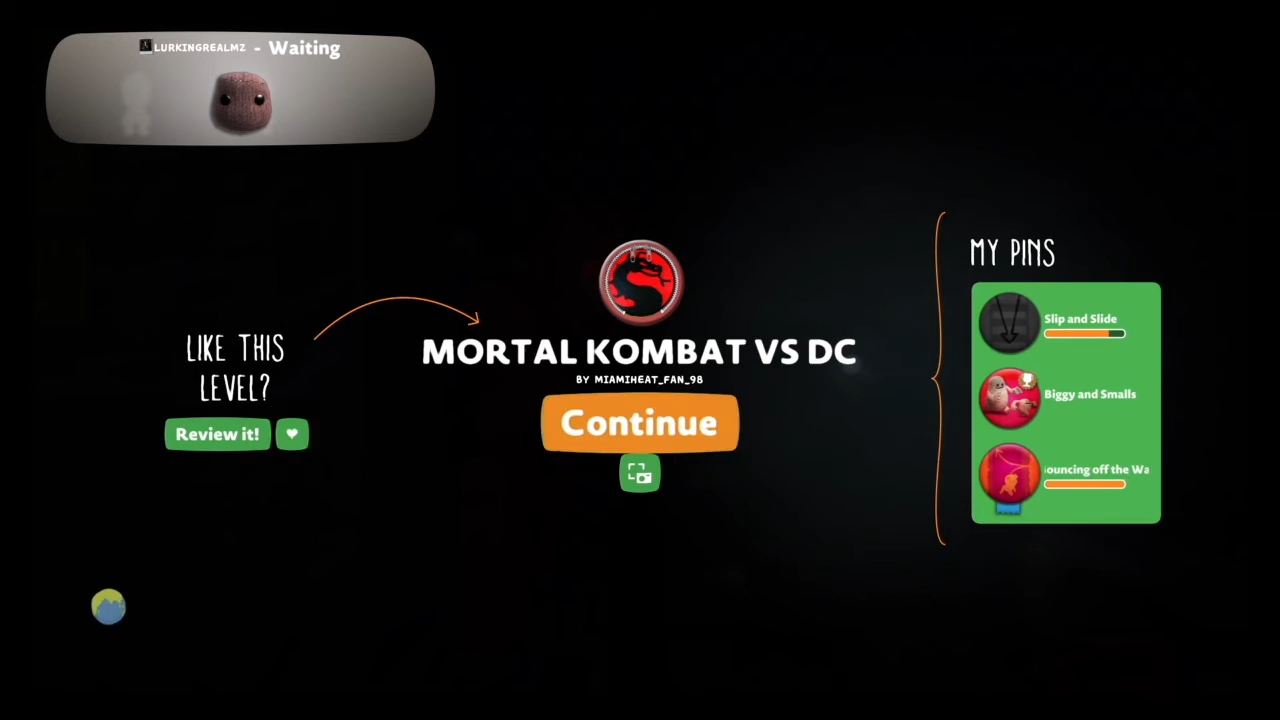 LURKINGREALMZ - Waiting
LIKE THIS
LEVEL?
Review it!
MORTAL KOMBAT VS DC
BY MIAMIHEAT_FAN_98
Continue
MY PINS
Slip and Slide
Biggy and Smalls
ouncing off the Wa